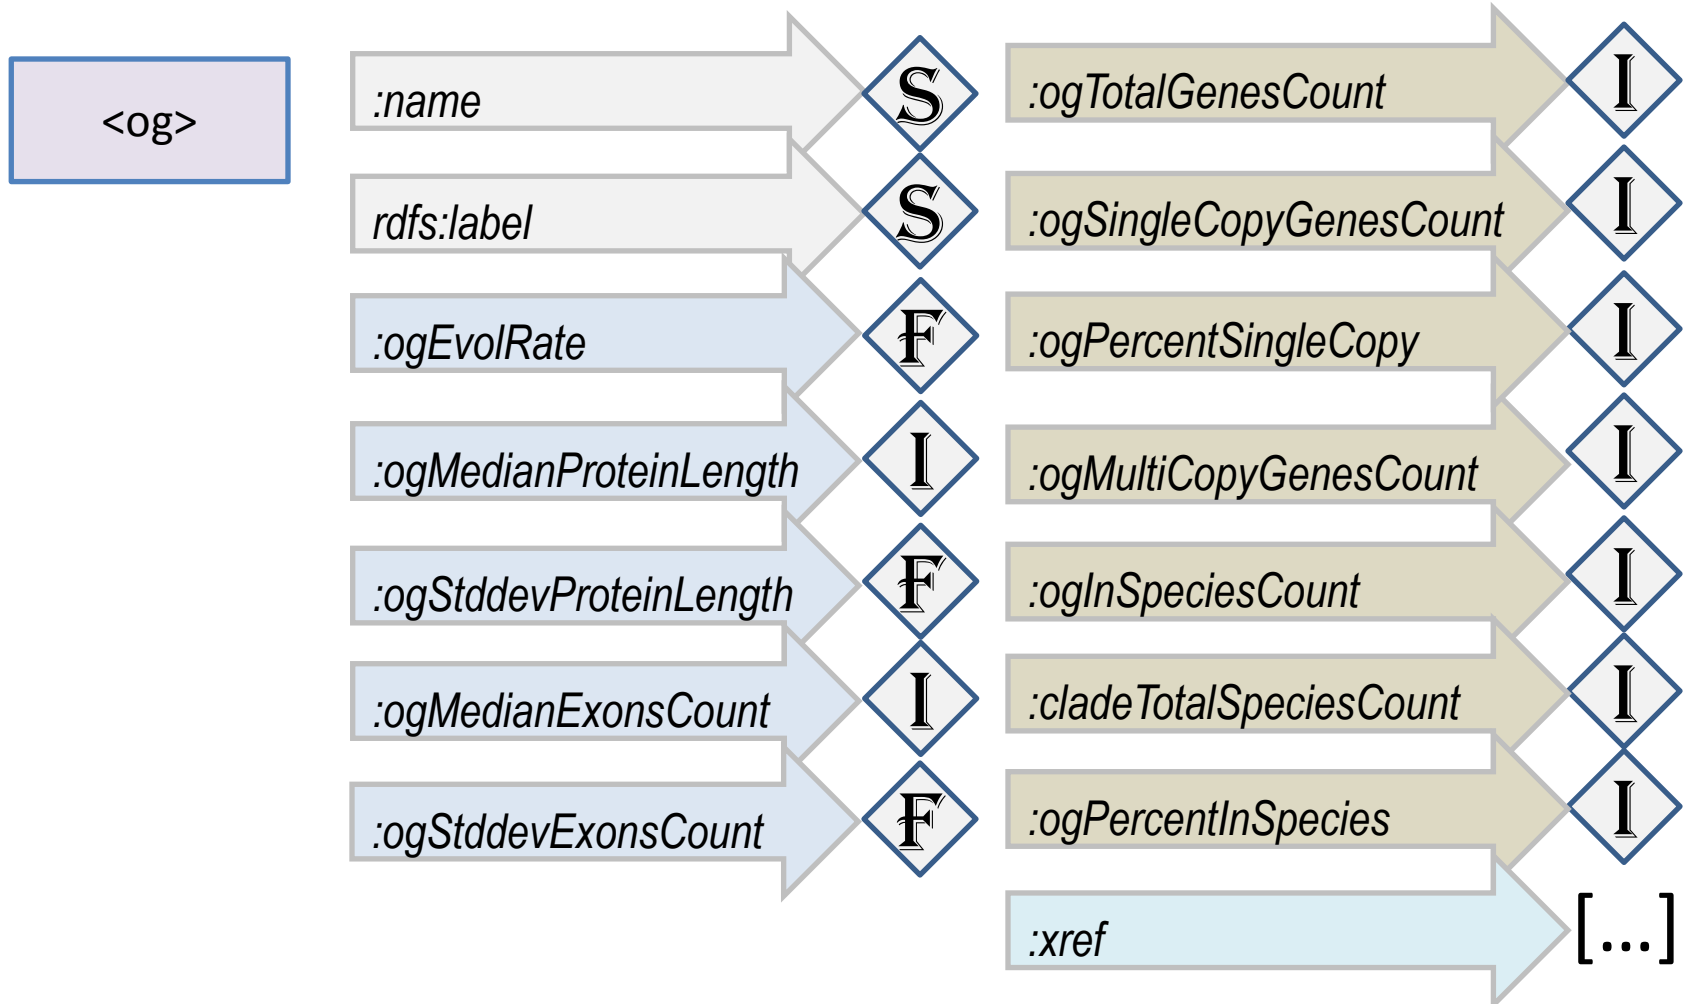 <og>
:name S
rdfs:label S
:ogEvolRate F
:ogMedianProteinLength I
:ogStddevProteinLength F
:ogMedianExonsCount I
:ogStddevExonsCount F
:ogTotalGenesCount I
:ogSingleCopyGenesCount I
:ogPercentSingleCopy I
:ogMultiCopyGenesCount I
:ogInSpeciesCount I
:cladeTotalSpeciesCount I
:ogPercentInSpecies I
:xref [...]